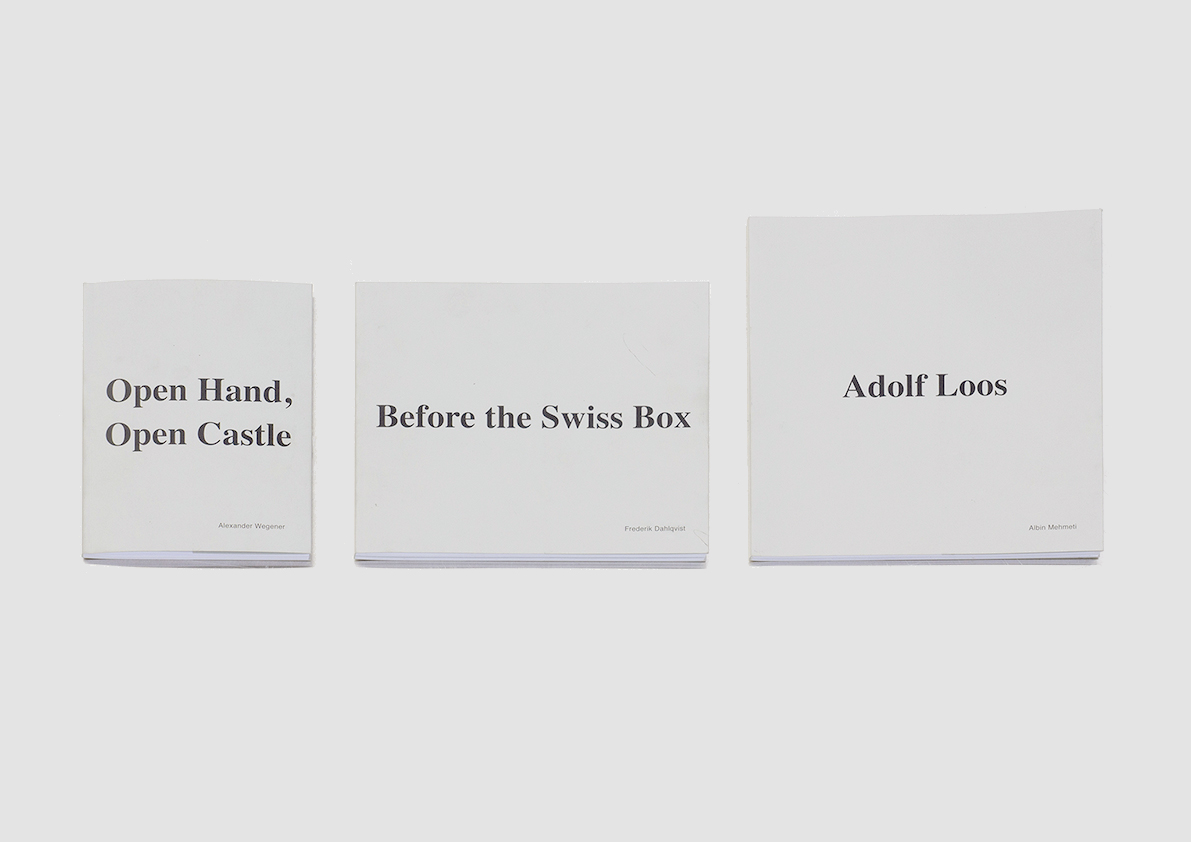 Open Hand,
Open Castle
Alexander Wegener
Before the Swiss Box
Frederik Dahlqvist
Adolf Loos
Albin Mehmeti